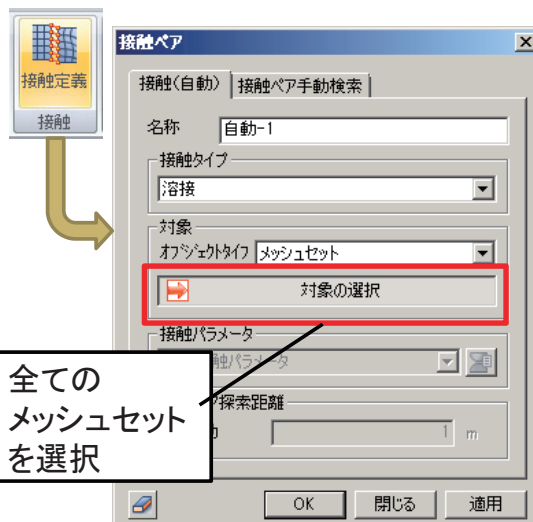 接触定義
接触
接触ペア
接触(自動)
接触ペア手動検索
名称
自動-1
接触タイプ
溶接
対象
オブジェクトタイプ
メッシュセット
対象の選択
接触パラメータ
触パラメータ
探索距離
1 m
全ての
メッシュセット
を選択
OK
閉じる
適用